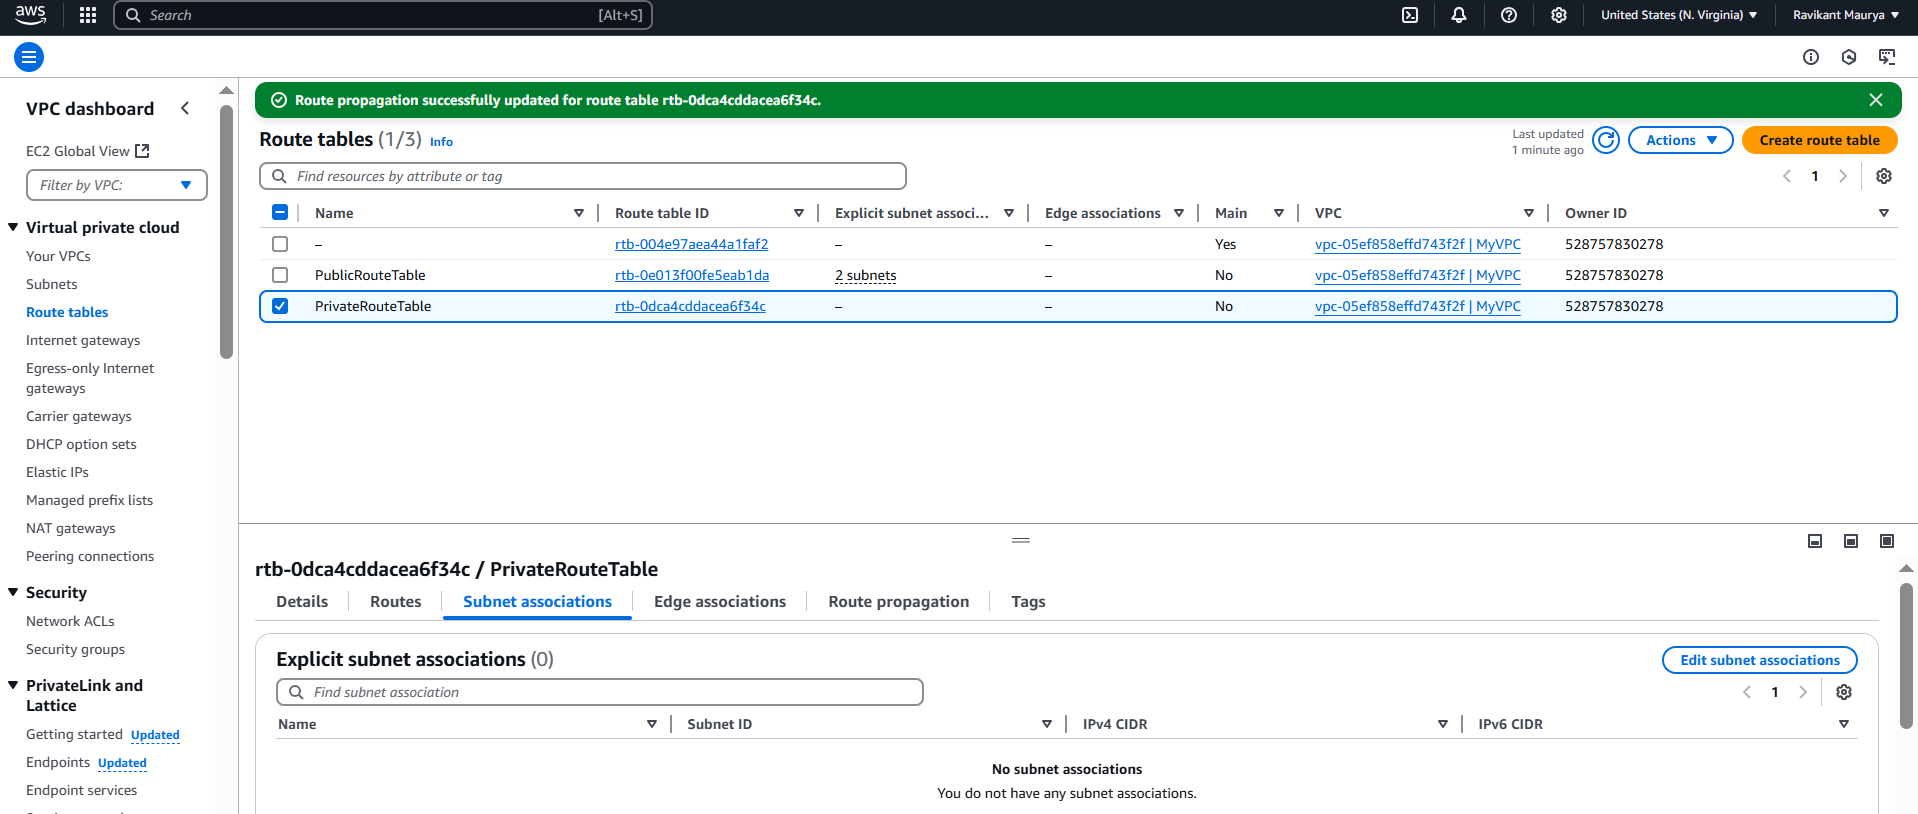 aws
Search [Alt+S]
United States (N. Virginia)
Ravikant Maurya
VPC dashboard
EC2 Global View
Filter by VPC:
Virtual private cloud
Your VPCs
Subnets
Route tables
Internet gateways
Egress-only Internet
gateways
Carrier gateways
DHCP option sets
Elastic IPs
Managed prefix lists
NAT gateways
Peering connections
Security
Network ACLs
Security groups
PrivateLink and
Lattice
Getting started Updated
Endpoints Updated
Endpoint services
Route propagation successfully updated for route table rtb-0dca4cddacea6f34c.
Route tables (1/3) Info
Last updated
1 minute ago
Actions
Create route table
Find resources by attribute or tag
1
Name Route table ID Explicit subnet associ... Edge associations Main VPC Owner ID
– rtb-004e97aea44a1faf2 – – Yes vpc-05ef858effd743f2f | MyVPC 528757830278
PublicRouteTable rtb-0e013f00fe5eab1da 2 subnets – No vpc-05ef858effd743f2f | MyVPC 528757830278
PrivateRouteTable rtb-0dca4cddacea6f34c – – No vpc-05ef858effd743f2f | MyVPC 528757830278
rtb-0dca4cddacea6f34c / PrivateRouteTable
Details Routes Subnet associations Edge associations Route propagation Tags
Explicit subnet associations (0)
Edit subnet associations
Find subnet association
1
Name Subnet ID IPv4 CIDR IPv6 CIDR
No subnet associations
You do not have any subnet associations.